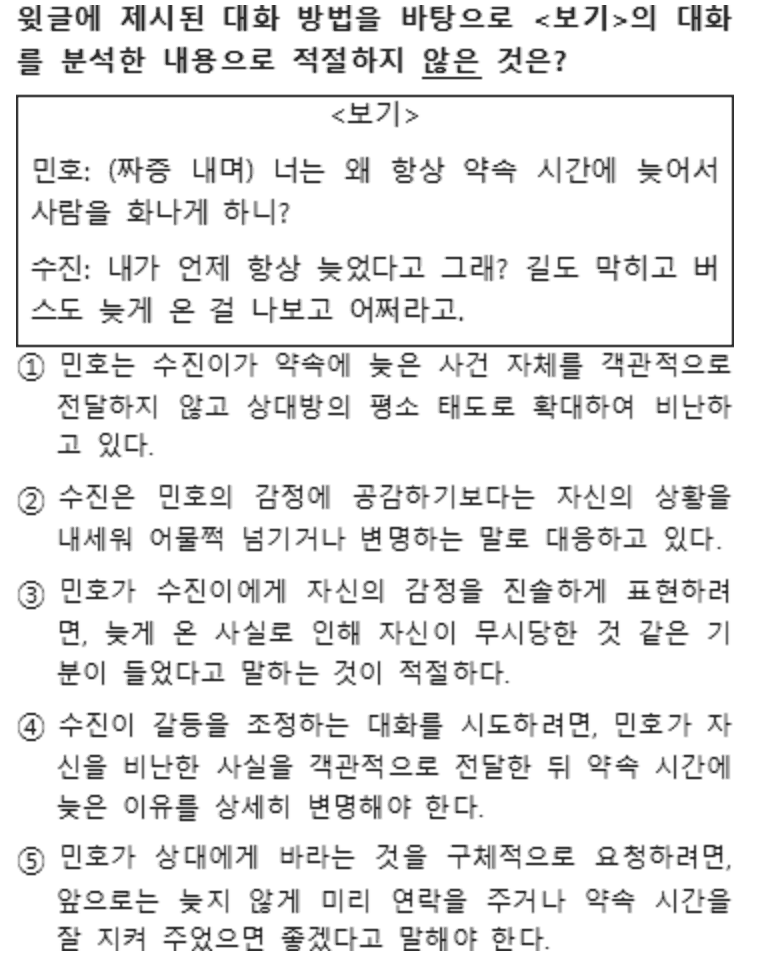 윗글에 제시된 대화 방법을 바탕으로 <보기>의 대화
를 분석한 내용으로 적절하지 않은 것은?
<보기>
민호: (짜증 내며) 너는 왜 항상 약속 시간에 늦어서
사람을 화나게 하니?
수진: 내가 언제 항상 늦었다고 그래? 길도 막히고 버
스도 늦게 온 걸 나보고 어쩌라고.
① 민호는 수진이가 약속에 늦은 사건 자체를 객관적으로
전달하지 않고 상대방의 평소 태도로 확대하여 비난하
고 있다.
② 수진은 민호의 감정에 공감하기보다는 자신의 상황을
내세워 어물쩍 넘기거나 변명하는 말로 대응하고 있다.
③ 민호가 수진이에게 자신의 감정을 진솔하게 표현하려
면, 늦게 온 사실로 인해 자신이 무시당한 것 같은 기
분이 들었다고 말하는 것이 적절하다.
④ 수진이 갈등을 조정하는 대화를 시도하려면, 민호가 자
신을 비난한 사실을 객관적으로 전달한 뒤 약속 시간에
늦은 이유를 상세히 변명해야 한다.
⑤ 민호가 상대에게 바라는 것을 구체적으로 요청하려면,
앞으로는 늦지 않게 미리 연락을 주거나 약속 시간을
잘 지켜 주었으면 좋겠다고 말해야 한다.